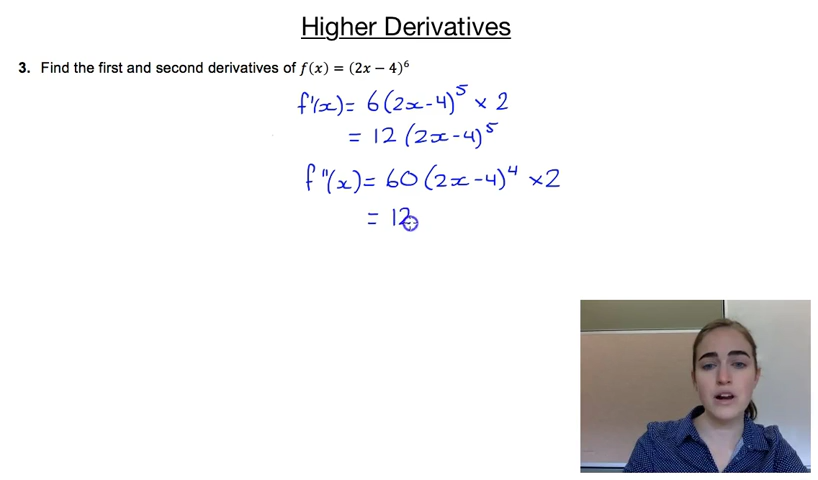 Higher Derivatives
3. Find the first and second derivatives of f(x) = (2x − 4)⁶
f'(x) = 6(2x-4)⁵ × 2
= 12(2x-4)⁵
f"(x) = 60(2x-4)⁴ ×2
= 12